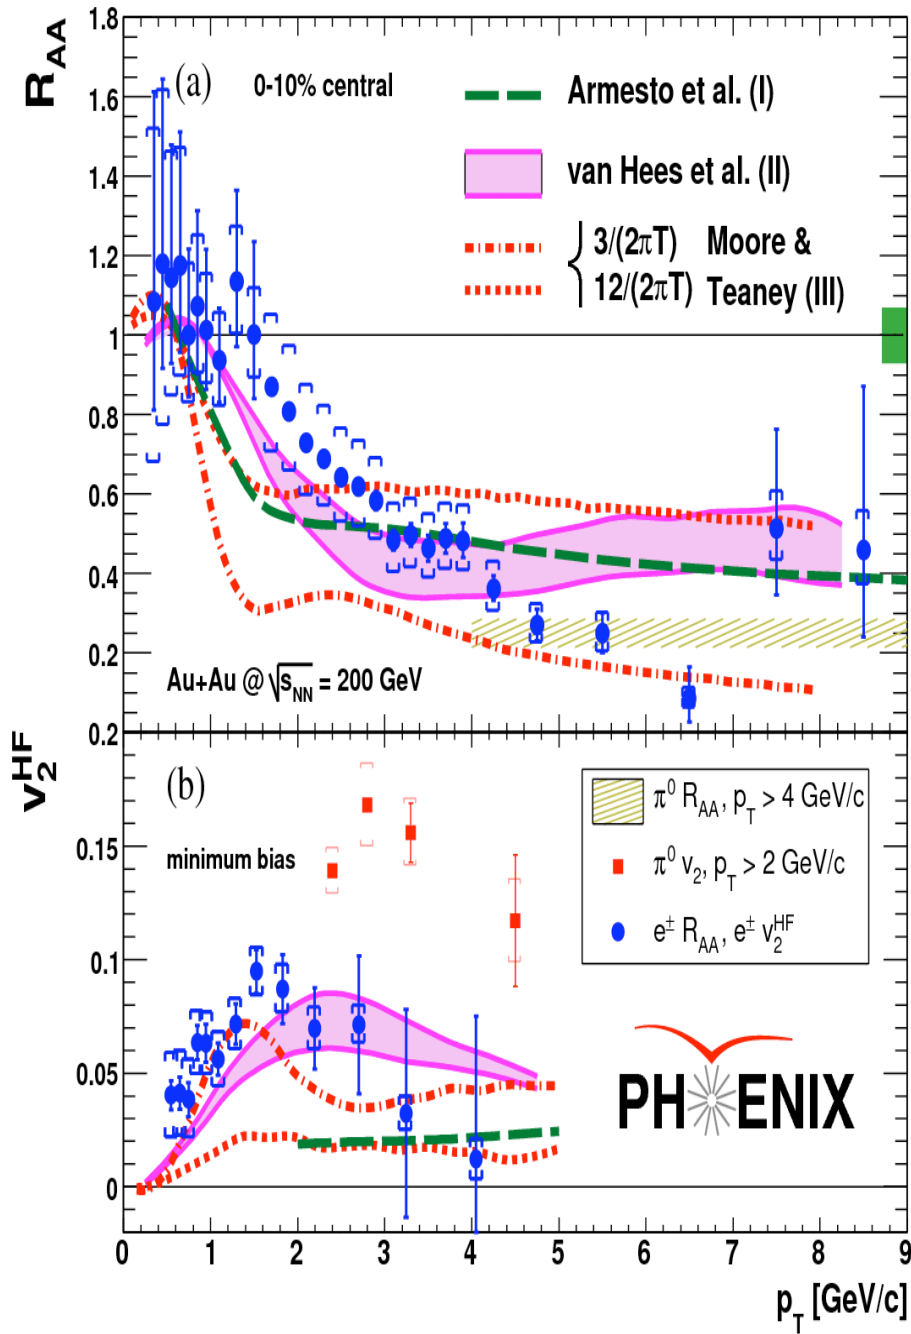 R_AA
1.8
1.6
1.4
1.2
1
0.8
0.6
0.4
0.2
(a)
0-10% central
Armesto et al. (I)
van Hees et al. (II)
3/(2πT) Moore &
12/(2πT) Teaney (III)
Au+Au @ √s_NN = 200 GeV
v_2^HF
0.2
0.15
0.1
0.05
0
(b)
minimum bias
π⁰ R_AA, p_T > 4 GeV/c
π⁰ v_2, p_T > 2 GeV/c
e± R_AA, e± v_2^HF
PHENIX
0 1 2 3 4 5 6 7 8 9
p_T [GeV/c]